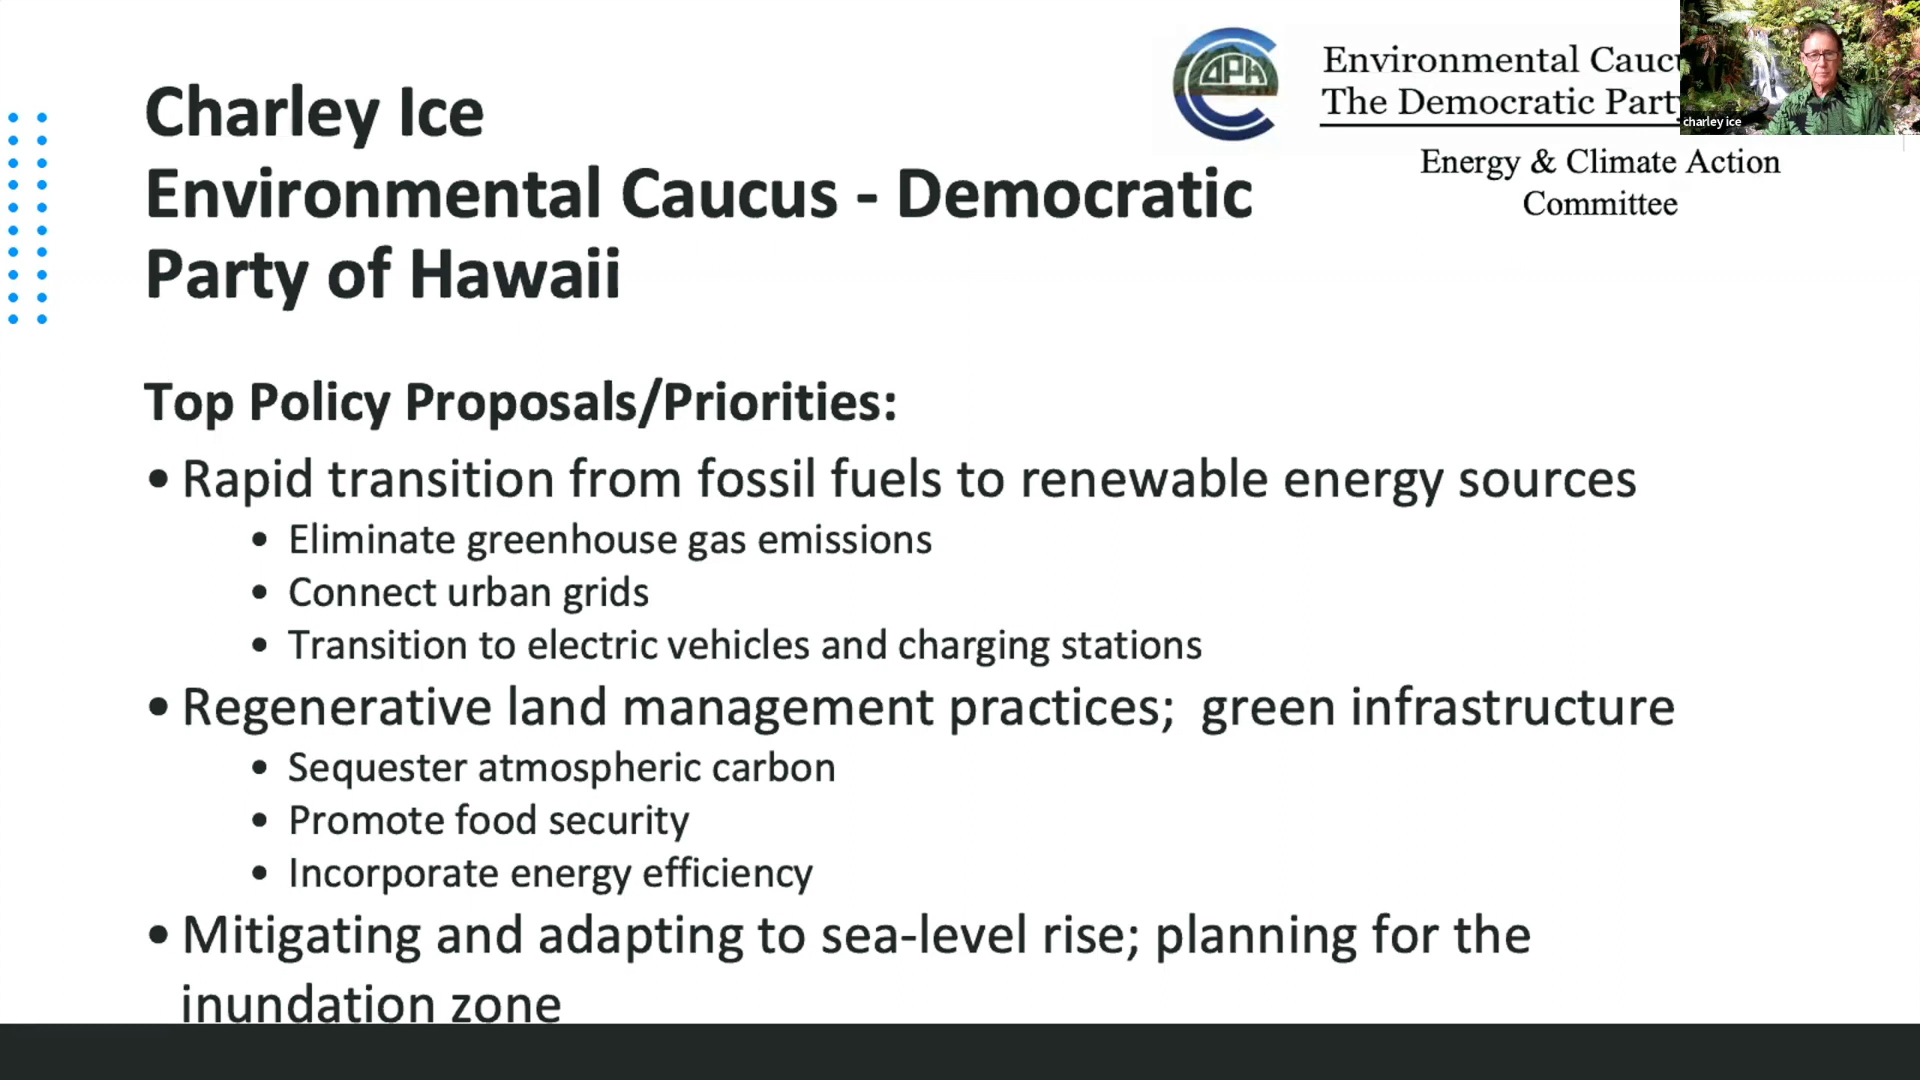 Charley Ice
Environmental Caucus - Democratic
Party of Hawaii
DPH
Environmental
The Democratic
Energy & Climate Action
Committee
charley ice
Top Policy Proposals/Priorities:
• Rapid transition from fossil fuels to renewable energy sources
• Eliminate greenhouse gas emissions
• Connect urban grids
• Transition to electric vehicles and charging stations
• Regenerative land management practices; green infrastructure
• Sequester atmospheric carbon
• Promote food security
• Incorporate energy efficiency
• Mitigating and adapting to sea-level rise; planning for the
inundation zone